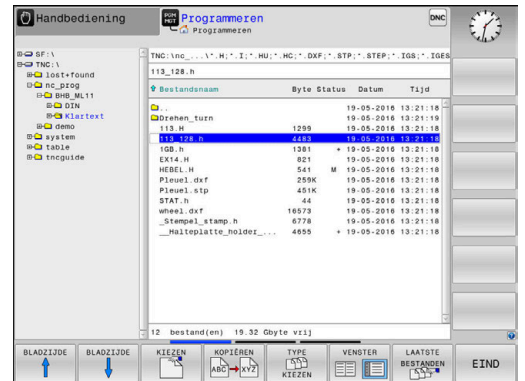 Handbediening
PGM
MGT
Programmeren
Programmeren
DNC
SF:\
TNC:\
lost+found
nc_prog
BHB_ML11
DIN
Klartext
demo
system
table
tncguide
TNC:\nc_...\*.H;*.I;*.HU;*.HC;*.DXF;*.STP;*.STEP;*.IGS;*.IGES
113_128.h
Bestandsnaam Byte Status Datum Tijd
.. 19-05-2016 13:21:18
Drehen_turn 19-05-2016 13:21:19
113.H 1299 19-05-2016 13:21:18
113_128.h 4483 19-05-2016 13:21:18
1GB.h 1381 + 19-05-2016 13:21:18
EX14.H 821 19-05-2016 13:21:18
HEBEL.H 541 M 19-05-2016 13:21:18
Pleuel.dxf 259K 19-05-2016 13:21:18
Pleuel.stp 451K 19-05-2016 13:21:18
STAT.h 44 19-05-2016 13:21:18
wheel.dxf 16573 19-05-2016 13:21:18
_Stempel_stamp.h 6778 19-05-2016 13:21:18
__Halteplatte_holder_... 4655 + 19-05-2016 13:21:18
12 bestand(en) 19.32 Gbyte vrij
BLADZIJDE
BLADZIJDE
KIEZEN
KOPIËREN
ABC XYZ
TYPE
KIEZEN
VENSTER
LAATSTE
BESTANDEN
EIND